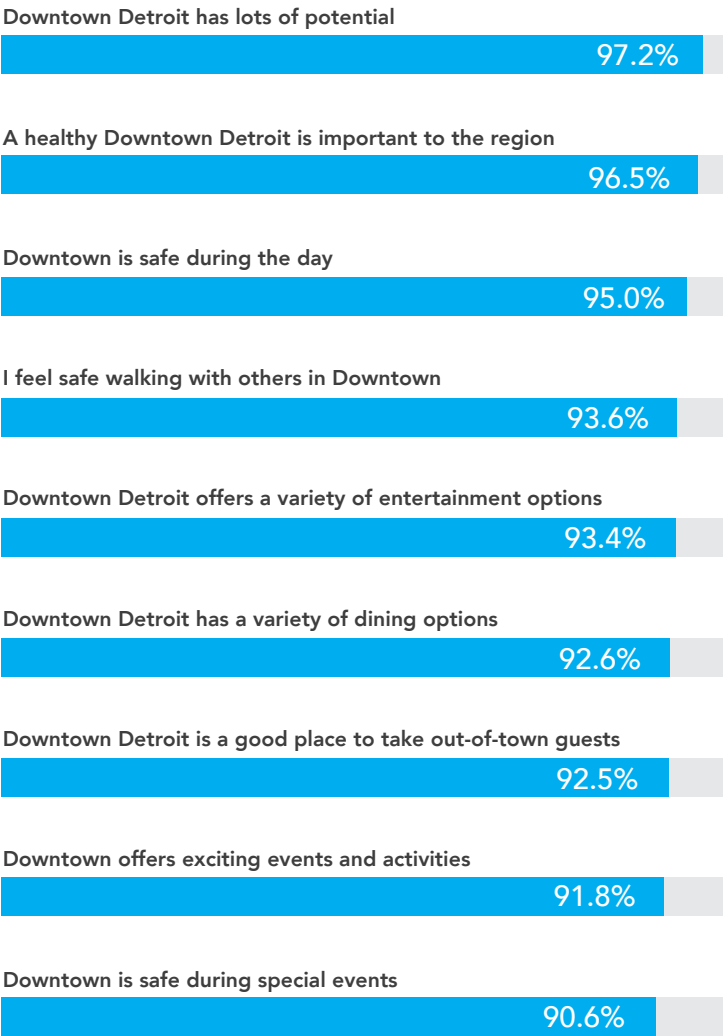 Downtown Detroit has lots of potential
97.2%
A healthy Downtown Detroit is important to the region
96.5%
Downtown is safe during the day
95.0%
I feel safe walking with others in Downtown
93.6%
Downtown Detroit offers a variety of entertainment options
93.4%
Downtown Detroit has a variety of dining options
92.6%
Downtown Detroit is a good place to take out-of-town guests
92.5%
Downtown offers exciting events and activities
91.8%
Downtown is safe during special events
90.6%